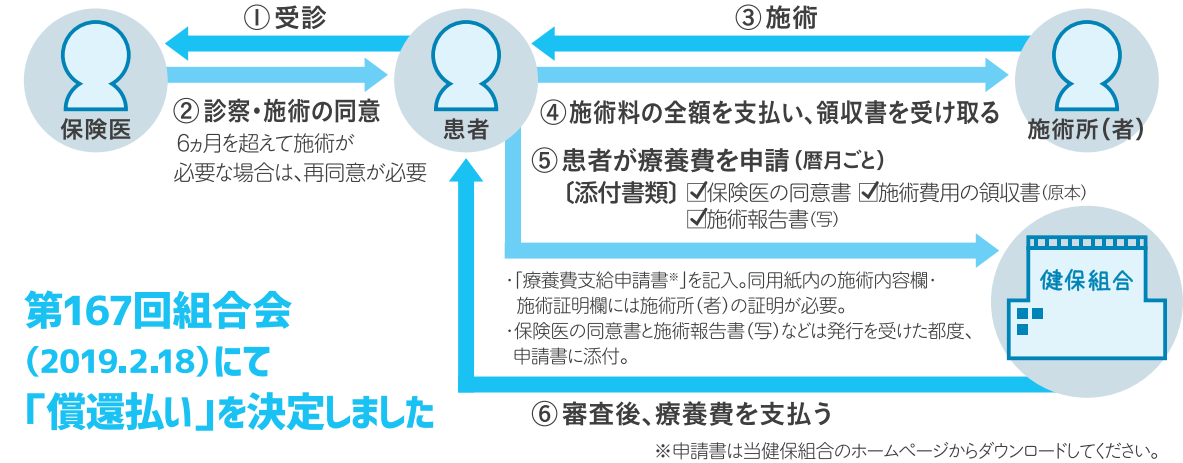 ①受診
②診察・施術の同意
6ヵ月を超えて施術が
必要な場合は、再同意が必要
保険医
患者
③施術
④施術料の全額を支払い、領収書を受け取る
施術所(者)
⑤患者が療養費を申請(暦月ごと)
〔添付書類〕☑保険医の同意書 ☑施術費用の領収書(原本)
☑施術報告書(写)
健保組合
・「療養費支給申請書※」を記入。同用紙内の施術内容欄・
施術証明欄には施術所(者)の証明が必要。
・保険医の同意書と施術報告書(写)などは発行を受けた都度、
申請書に添付。
第167回組合会
(2019.2.18)にて
「償還払い」を決定しました
⑥審査後、療養費を支払う
※申請書は当健保組合のホームページからダウンロードしてください。